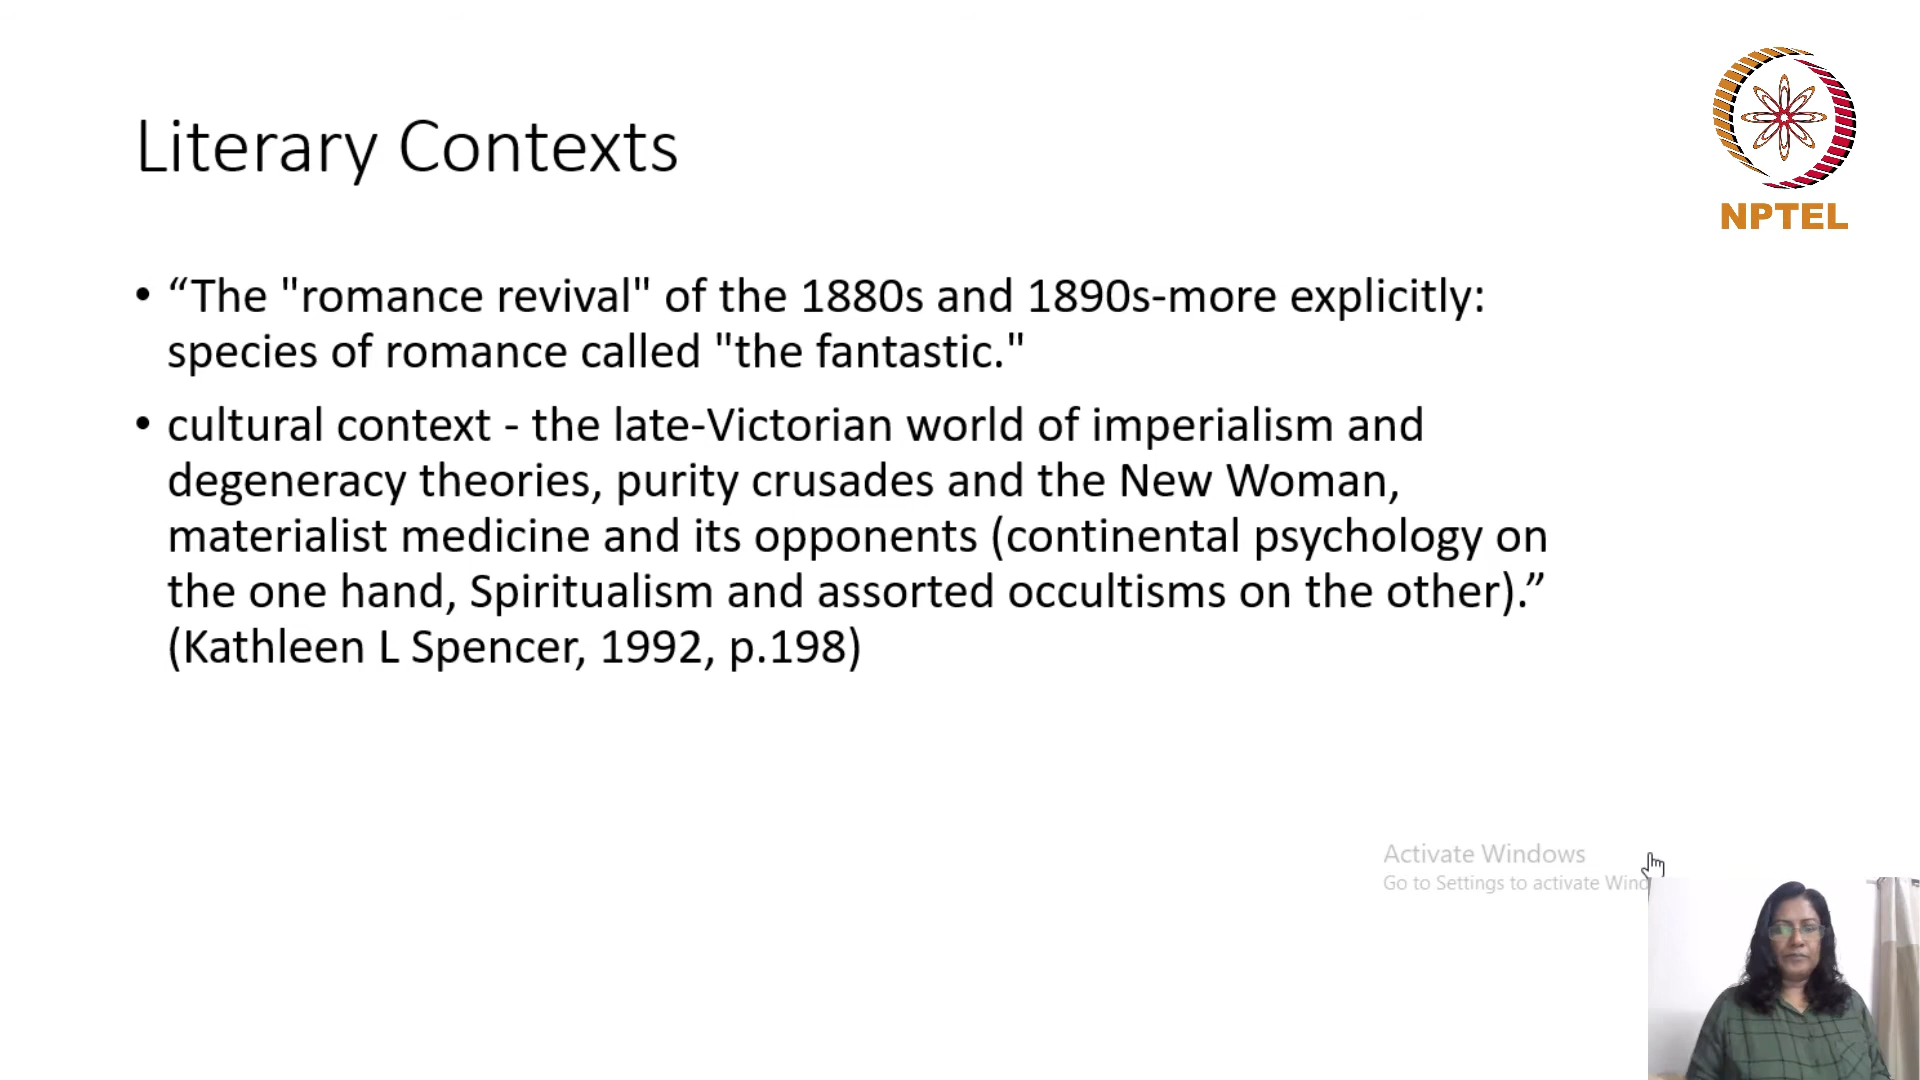 Literary Contexts
NPTEL
• “The "romance revival" of the 1880s and 1890s-more explicitly:
species of romance called "the fantastic."
• cultural context - the late-Victorian world of imperialism and
degeneracy theories, purity crusades and the New Woman,
materialist medicine and its opponents (continental psychology on
the one hand, Spiritualism and assorted occultisms on the other).”
(Kathleen L Spencer, 1992, p.198)
Activate Windows
Go to Settings to activate Wind